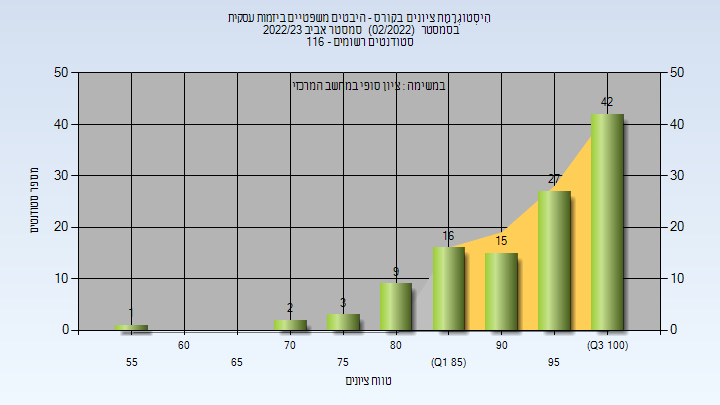 היסטוגרמת ציונים בקורס - היבטים משפטיים ביזמות עסקית
בסמסטר (02/2022) סמסטר אביב 2022/23
סטודנטים רשומים - 116
במשימה : ציון סופי במחשב המרכזי
50 50
40 40
30 30
20 20
10 10
0 0
מספר סטודנטים
1 2 3 9 16 15 27 42
60 70 80 90 (Q3 100)
55 65 75 (Q1 85) 95
טווח ציונים